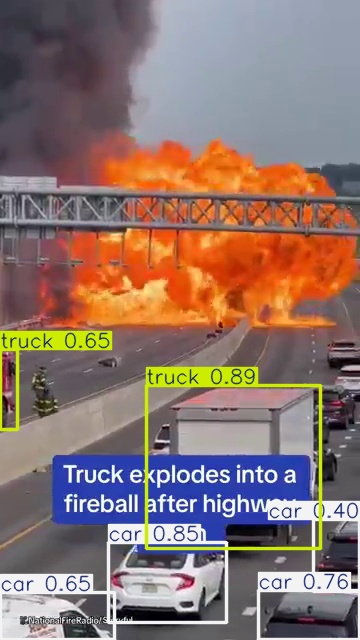 truck 0.65
truck 0.89
Truck explodes into a
fireball after highway
car 0.40
car 0.85
car 0.65
car 0.76
NationalFireRadio/